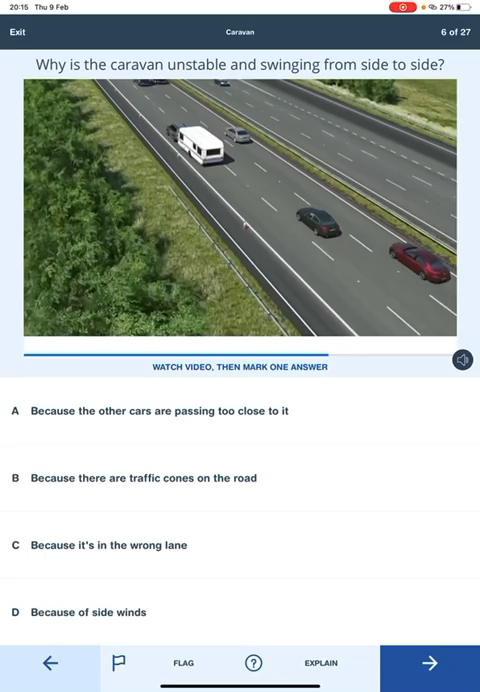 20:15 Thu 9 Feb
27%
Exit
Caravan
6 of 27
Why is the caravan unstable and swinging from side to side?
WATCH VIDEO, THEN MARK ONE ANSWER
A Because the other cars are passing too close to it
B Because there are traffic cones on the road
C Because it's in the wrong lane
D Because of side winds
FLAG
? EXPLAIN